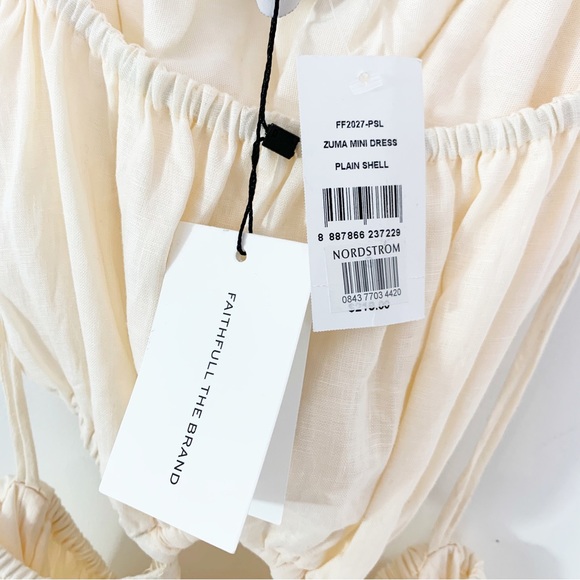 FF2027-PSL
ZUMA MINI DRESS
PLAIN SHELL
8 887866 237229
NORDSTROM
0843 7703 4420
FAITHFULL THE BRAND